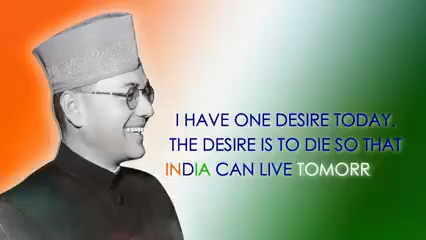 I HAVE ONE DESIRE TODAY.
THE DESIRE IS TO DIE SO THAT
INDIA CAN LIVE TOMORR